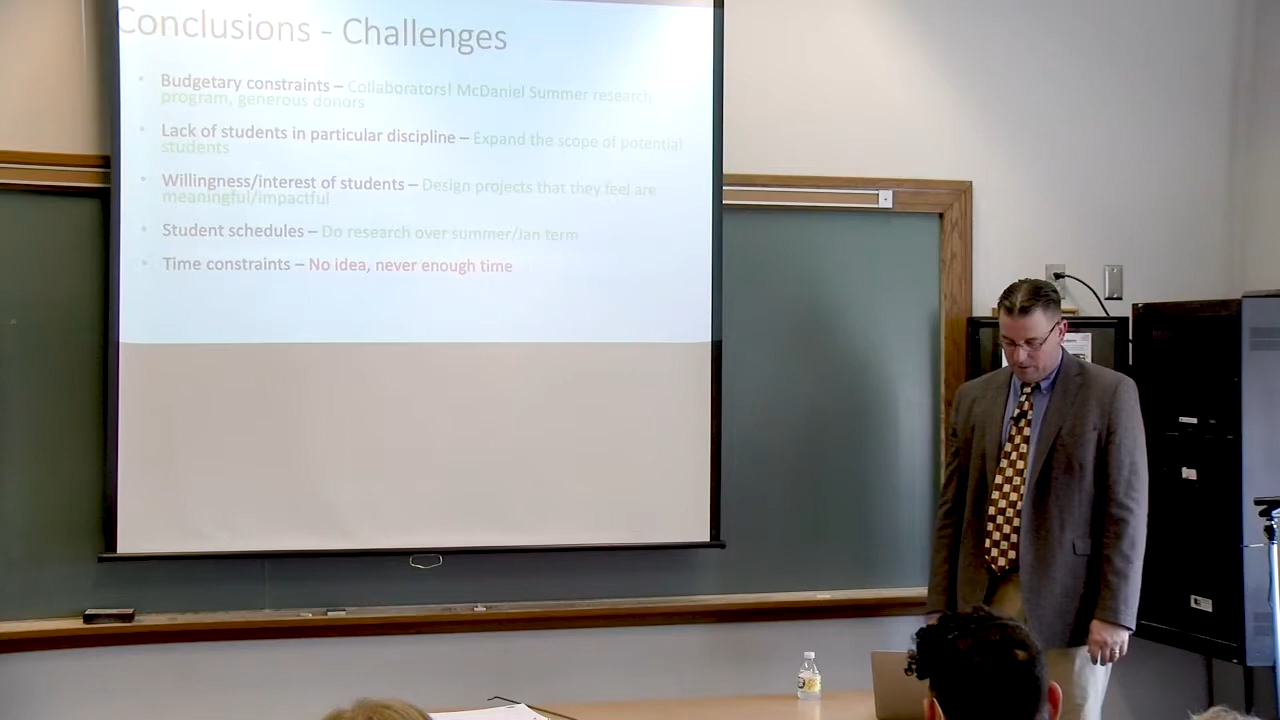 Conclusions - Challenges
• Budgetary constraints – Collaborators! McDaniel Summer research
program, generous donors
• Lack of students in particular discipline – Expand the scope of potential
students
• Willingness/interest of students – Design projects that they feel are
meaningful/impactful
• Student schedules – Do research over summer/Jan term
• Time constraints – No idea, never enough time